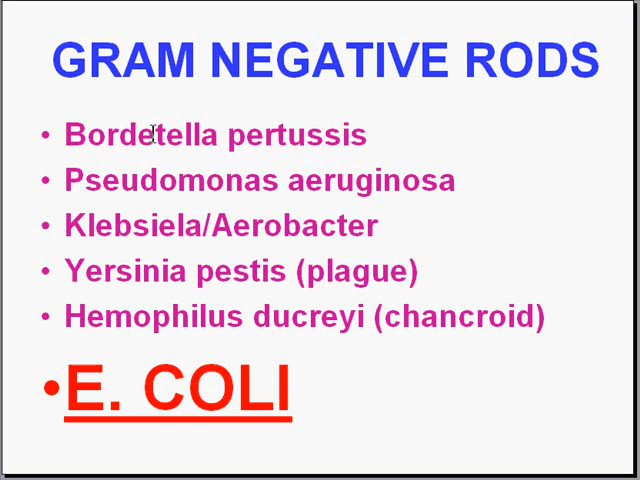 GRAM NEGATIVE RODS
• Bordetella pertussis
• Pseudomonas aeruginosa
• Klebsiela/Aerobacter
• Yersinia pestis (plague)
• Hemophilus ducreyi (chancroid)
•E. COLI